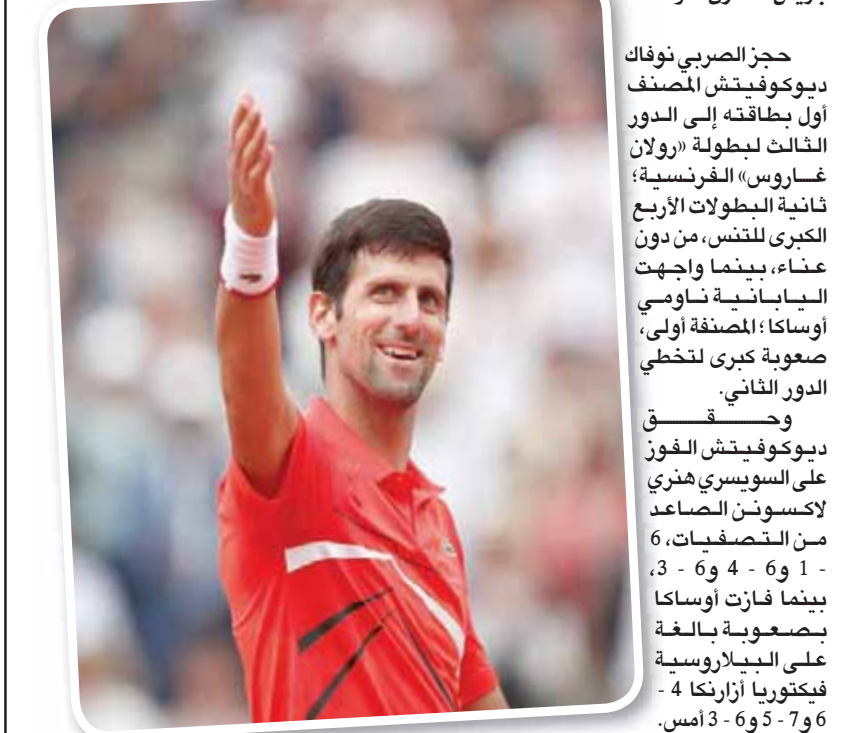 حجز الصربي نوفاك
ديوكوفيتش المصنف
أول بطاقته إلى الدور
الثالث لبطولة «رولان
غاروس» الفرنسية؛
ثانية البطولات الأربع
الكبرى للتنس، من دون
عناء، بينما واجهت
اليابانية ناومي
أوساكا؛ المصنفة أولى،
صعوبة كبرى لتخطي
الدور الثاني.
وحقق
ديوكوفيتش الفوز
على السويسري هنري
لاكسونن الصاعد
من التصفيات، 6
- 1 و6 - 4 و6 - 3،
بينما فازت أوساكا
بصعوبة بالغة
على البيلاروسية
فيكتوريا أزارنكا 4 -
6 و7 - 5 و6 - 3 أمس.